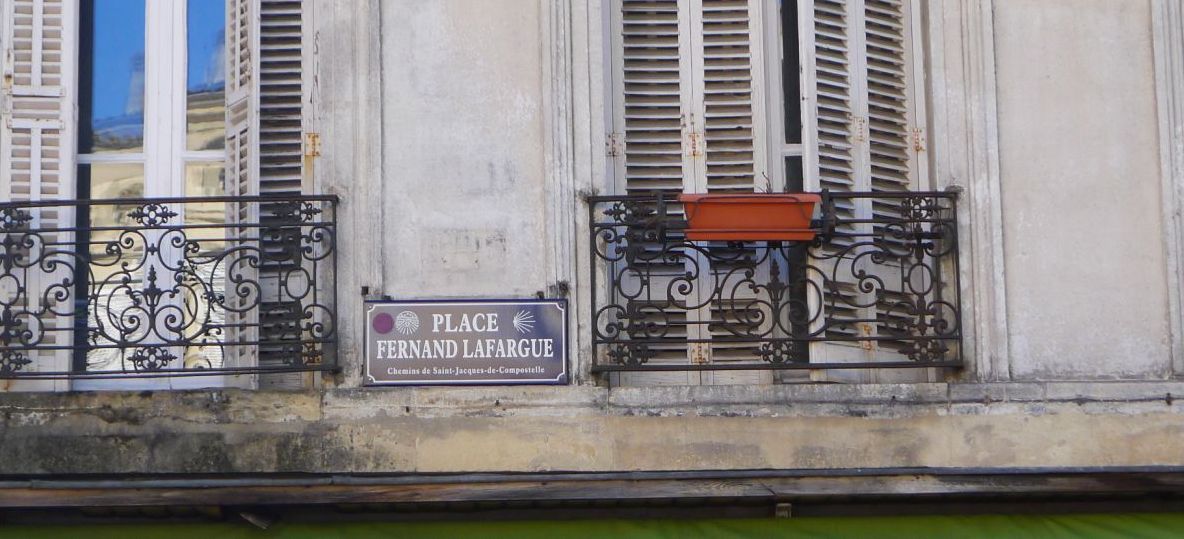 PLACE
FERNAND LAFARGUE
Chemins de Saint-Jacques-de-Compostelle